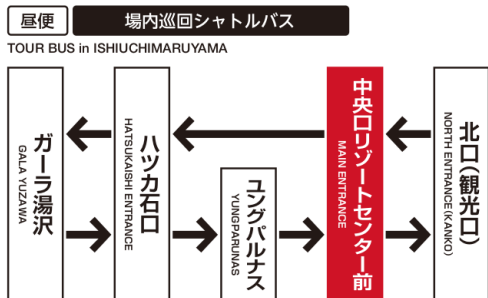 昼便 場内巡回シャトルバス
TOUR BUS in ISHIUCHIMARUYAMA
ガーラ湯沢
GALA YUZAWA
ハツカ石口
HATSUKAISHI ENTRANCE
ユングパルナス
YUNGPARUNAS
中央口リゾートセンター前
MAIN ENTRANCE
北口(観光口)
NORTH ENTRANCE(KANKO)